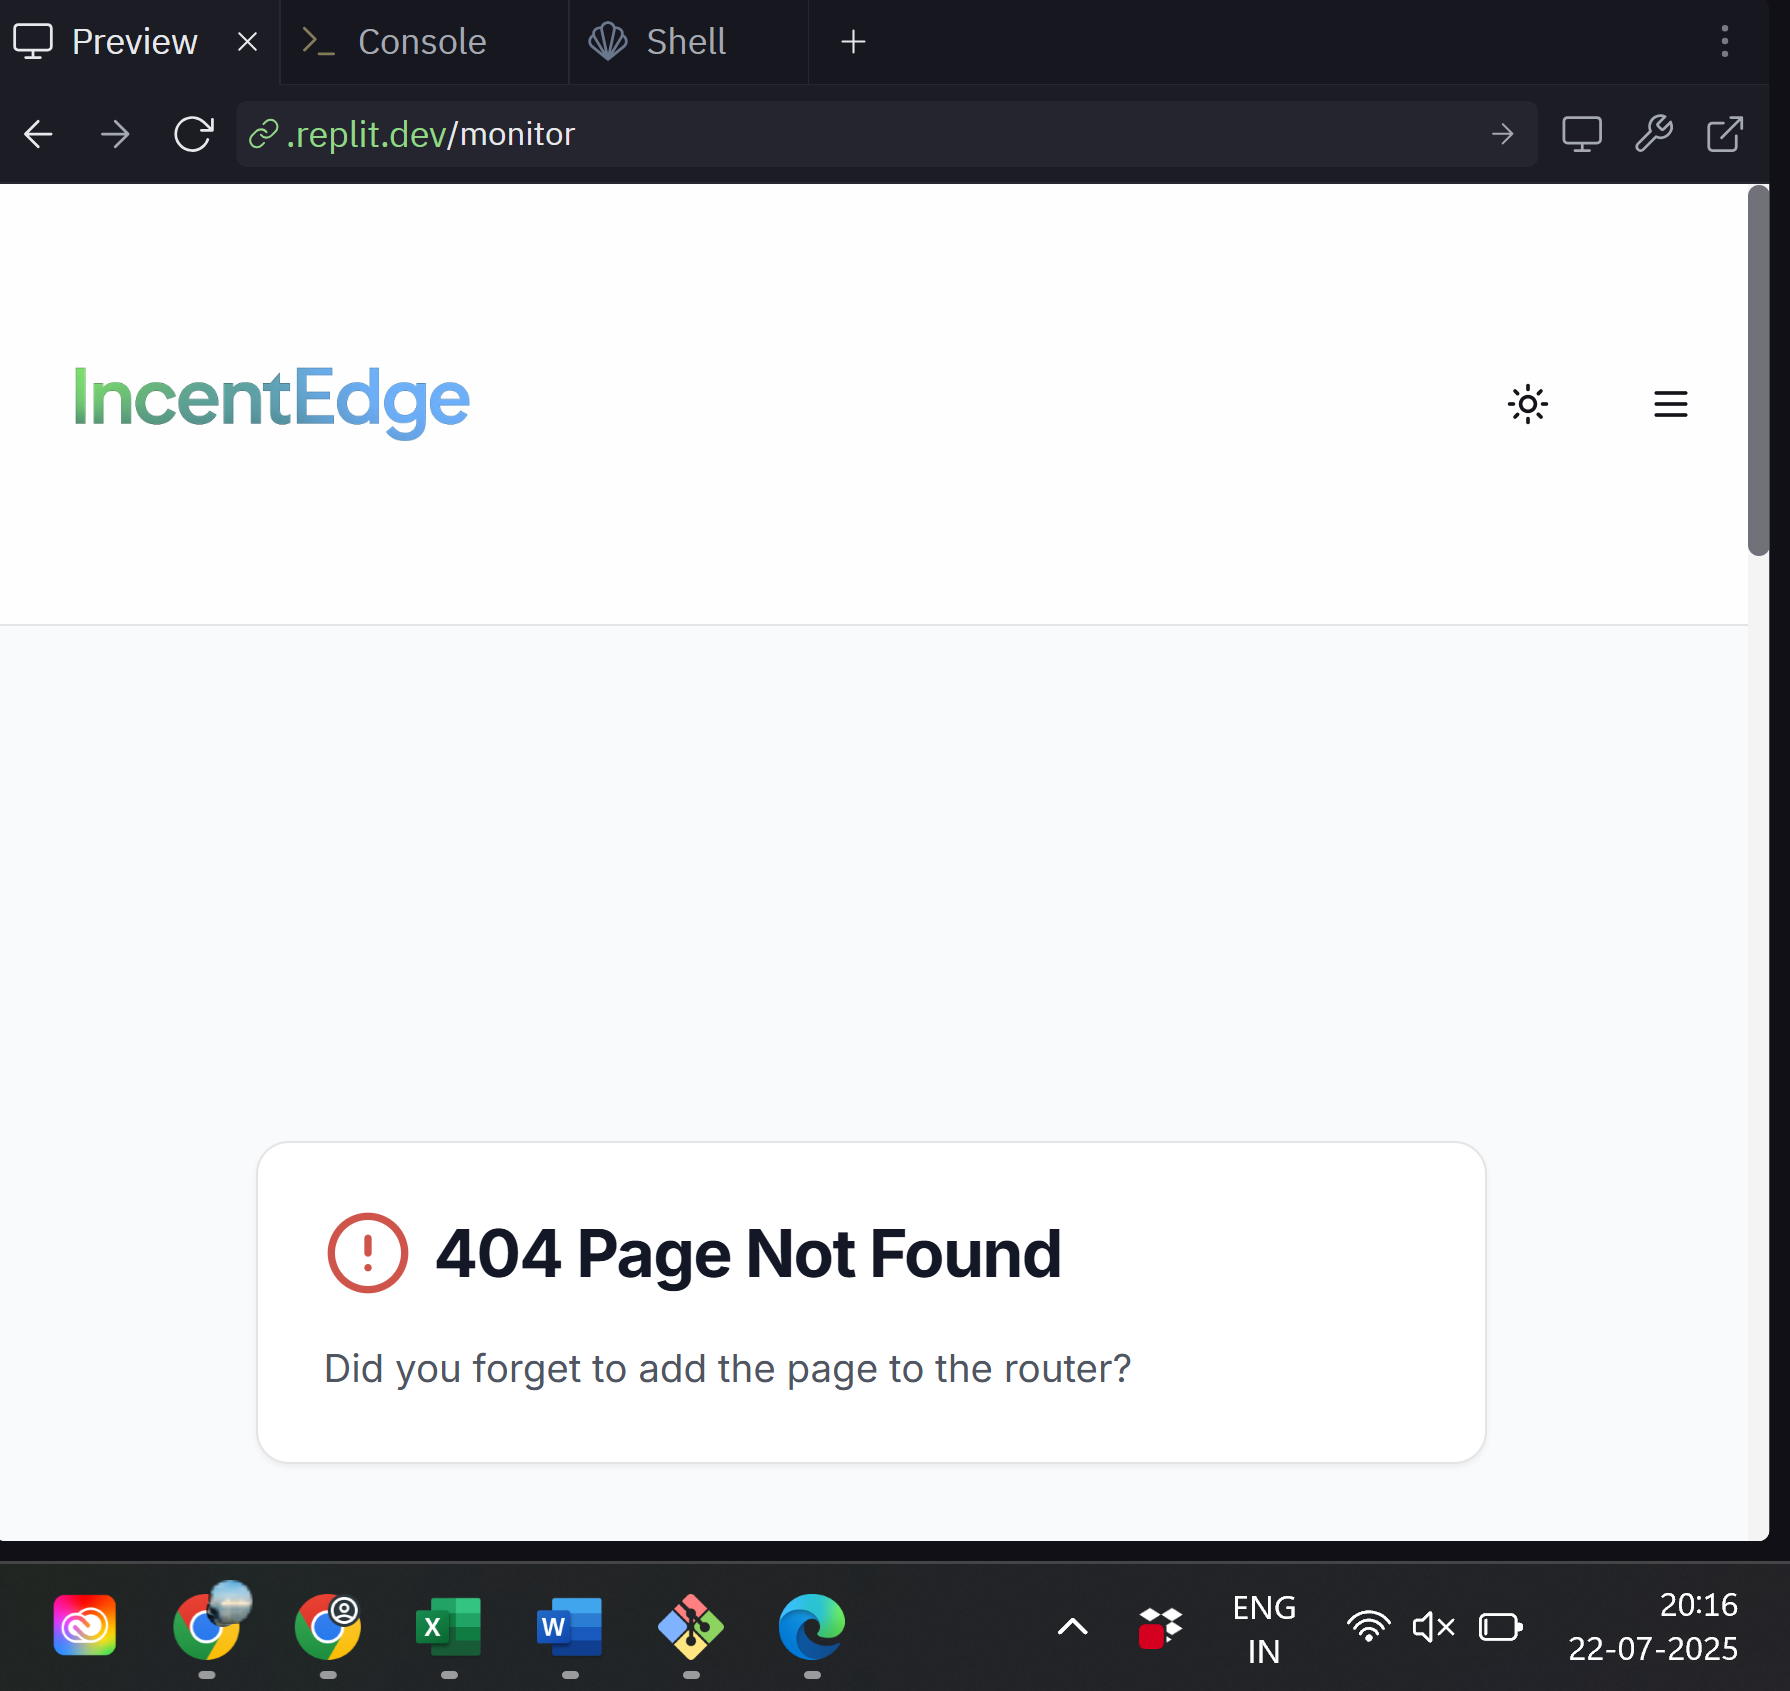 Preview
Console
Shell
.replit.dev/monitor
IncentEdge
404 Page Not Found
Did you forget to add the page to the router?
X
W
ENG
IN
20:16
22-07-2025